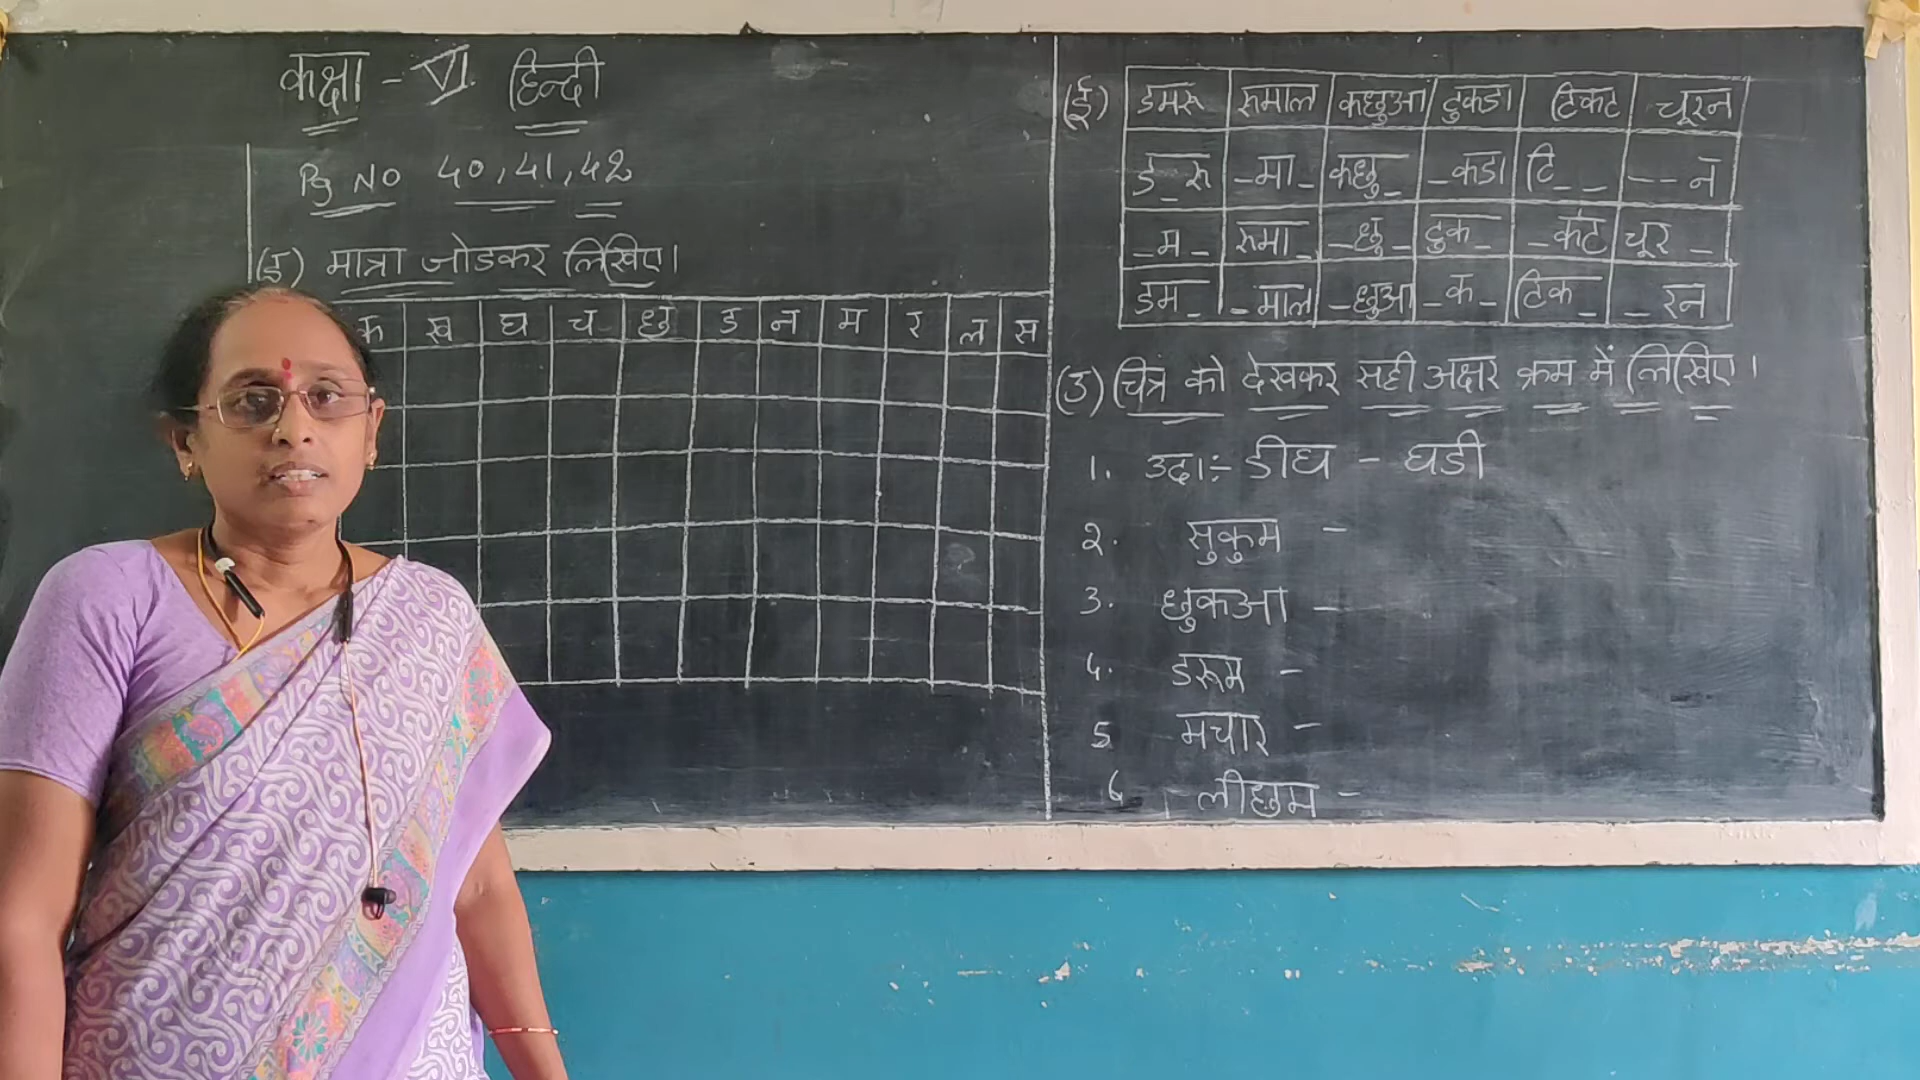 कक्षा - VI. हिन्दी
Pg No 40, 41, 42
(इ) मात्रा जोडकर लिखिए।
क ख घ च छ ड न म र ल स
(ई) डमरू रूमाल कछुआ टुकडा टिकट चूरन
ड_रू _मा_ कछु_ _कडा टि_ _ _ _न
_म_ रूमा_ _छु_ टुक_ _कट चूर_
डम_ _माल _छुआ _क_ टिक_ _रन
(उ) चित्र को देखकर सही अक्षर क्रम में लिखिए।
1. उदा:- डीघ - घडी
2. सुकुम -
3. छुकआ -
4. डरूम -
5 मचार -
6 लीछम -